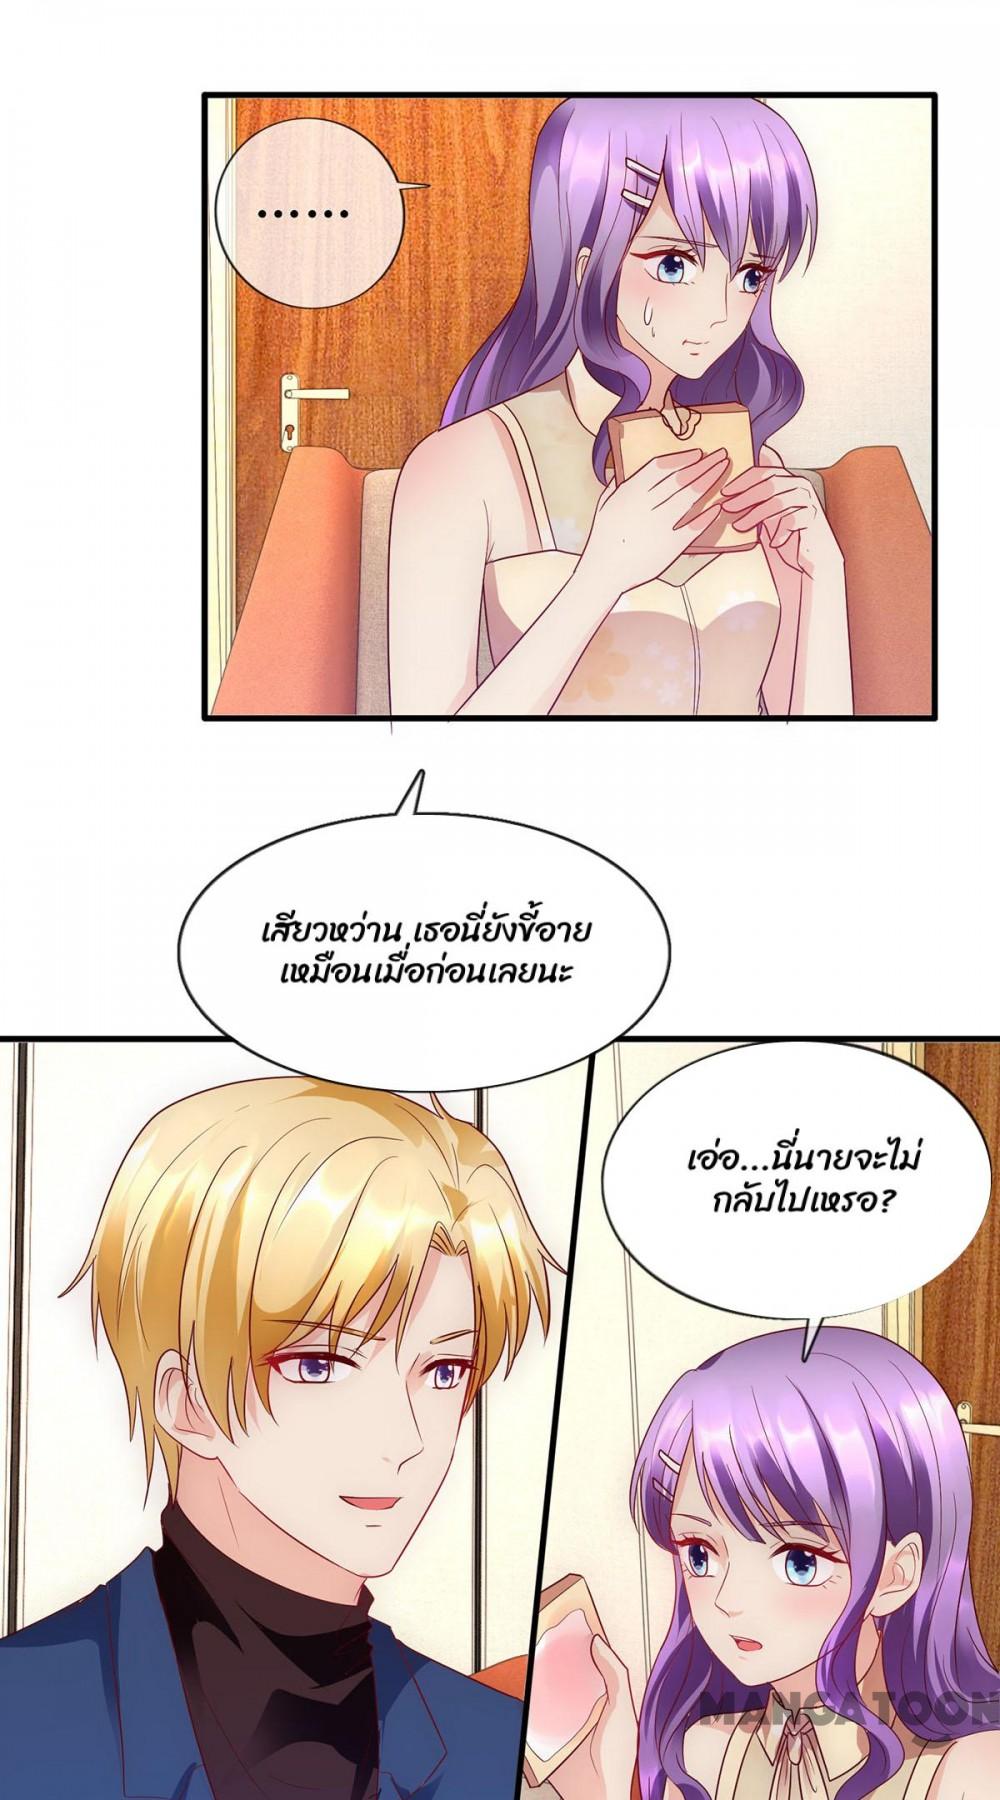 ••••••
เสียวหว่าน เธอนี่ยังขี้อาย
เหมือนเมื่อก่อนเลยนะ
เอ่อ...นี่นายจะไม่
กลับไปเหรอ?
MANGATOON